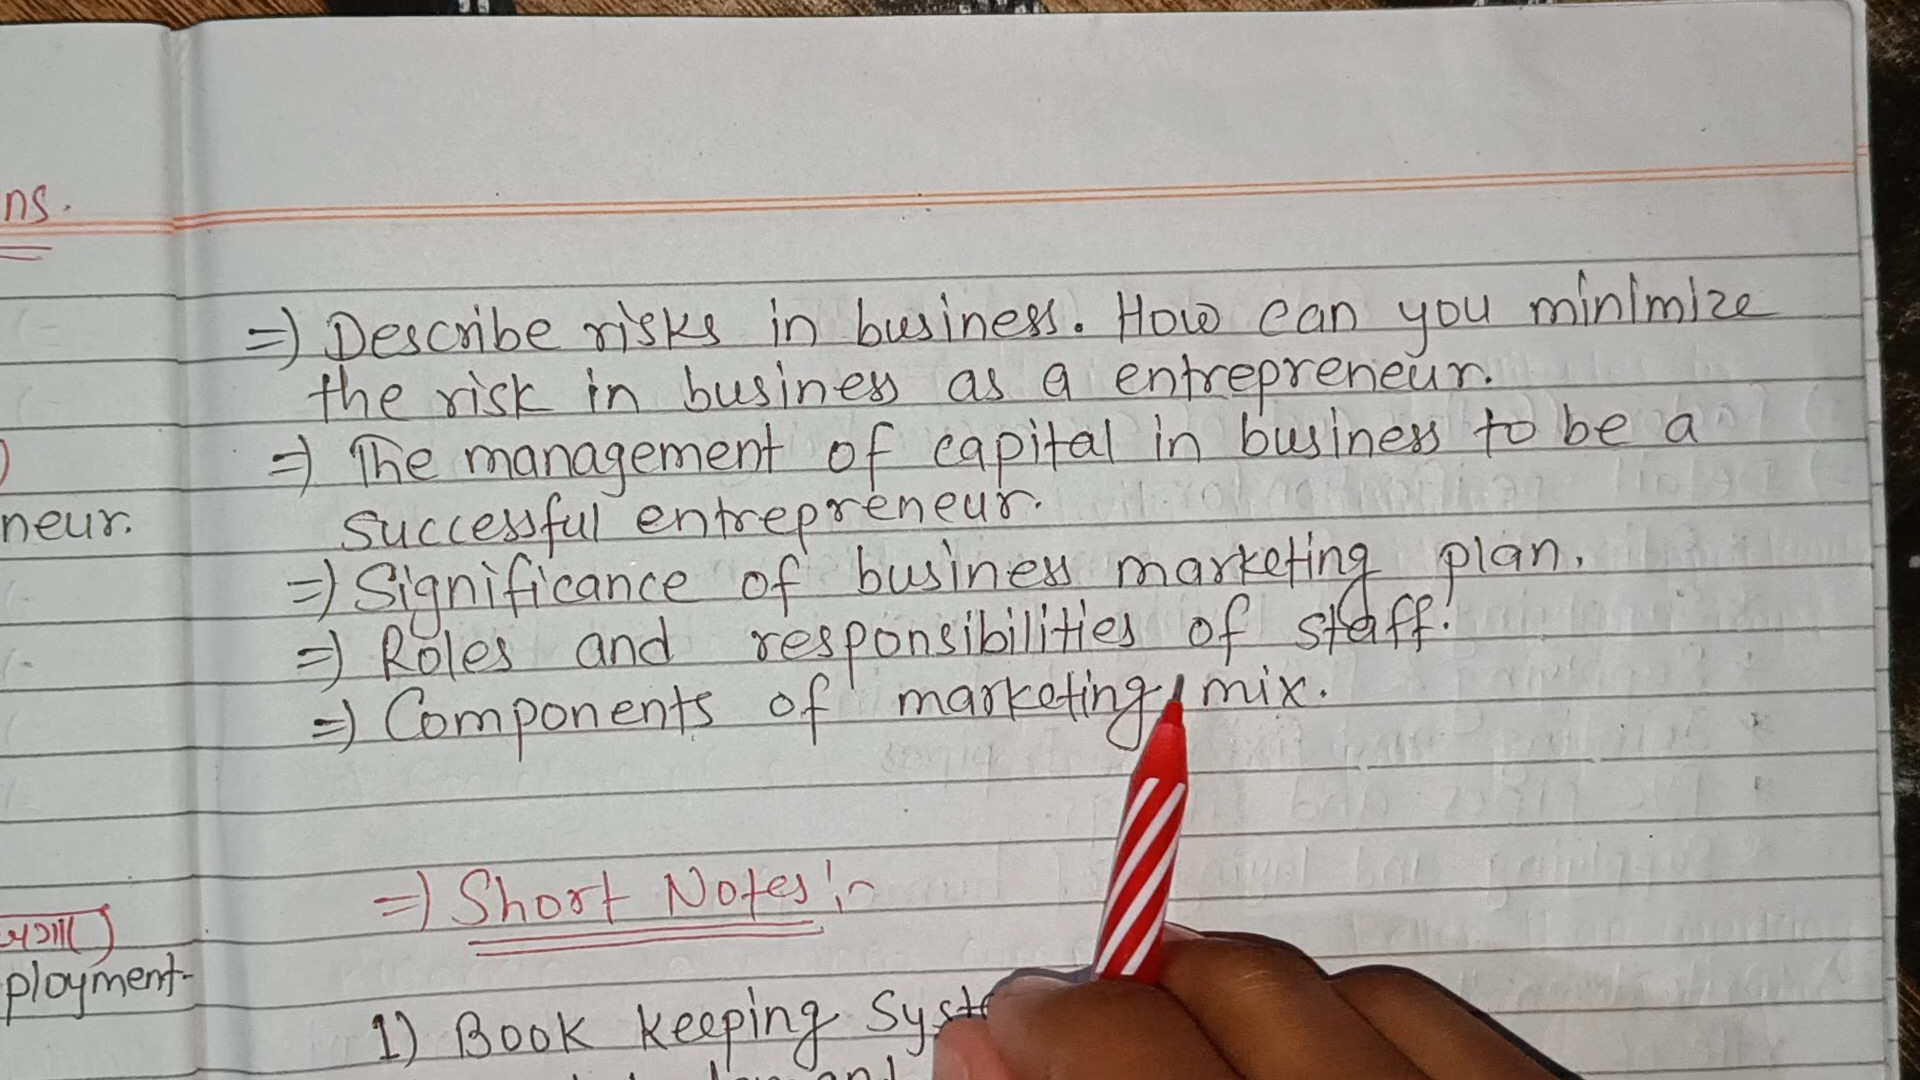 ns.
neur.
ployment-
=) Describe risks in business. How can you minimize
the risk in business as a entrepreneur.
=) The management of capital in business to be a
successful entrepreneur.
=) Significance of business marketing plan.
=) Roles and responsibilities of staff.
=) Components of marketing mix.
=) Short Notes :-
1) Book keeping